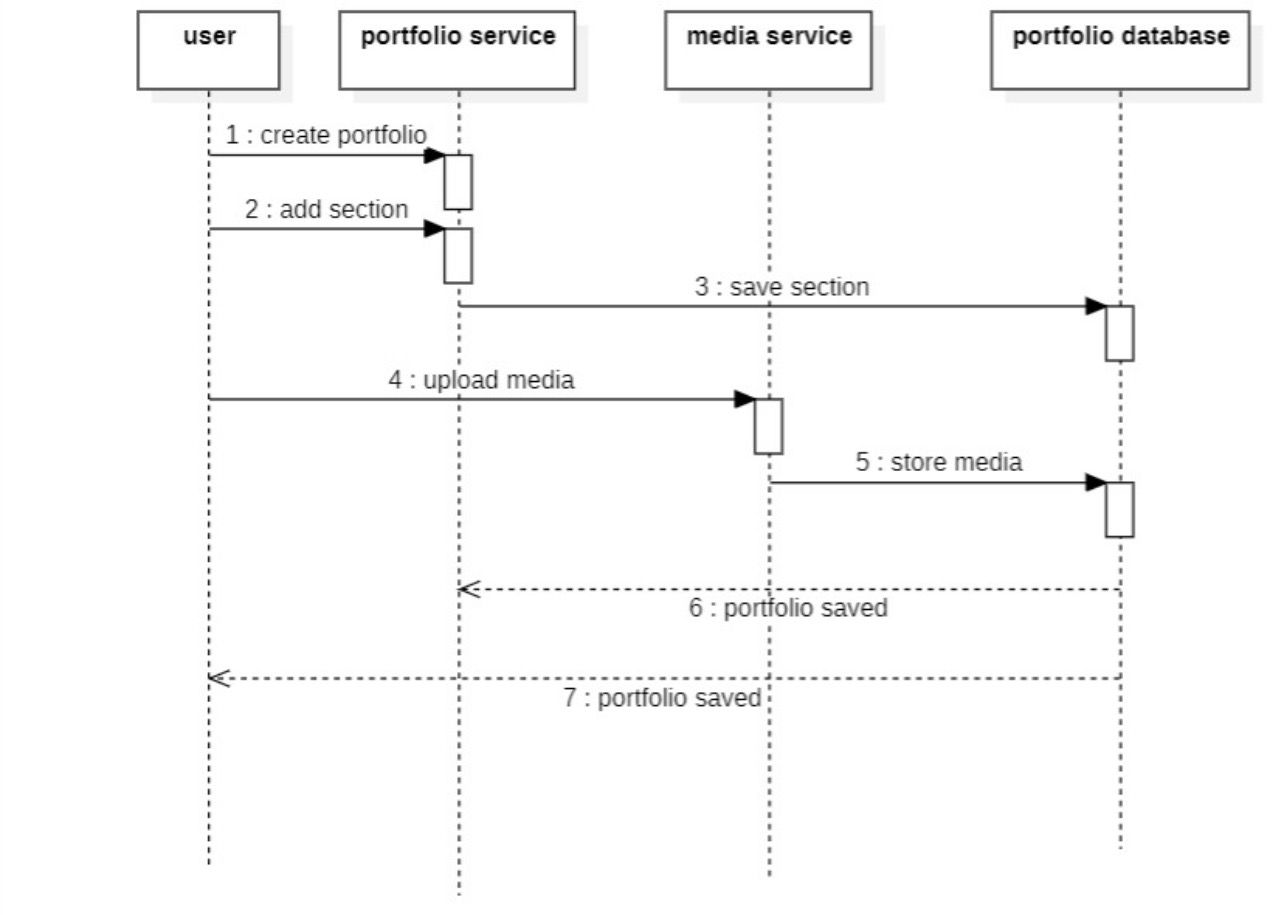 user
portfolio service
media service
portfolio database
1 : create portfolio
2 : add section
3 : save section
4 : upload media
5 : store media
6 : portfolio saved
7 : portfolio saved